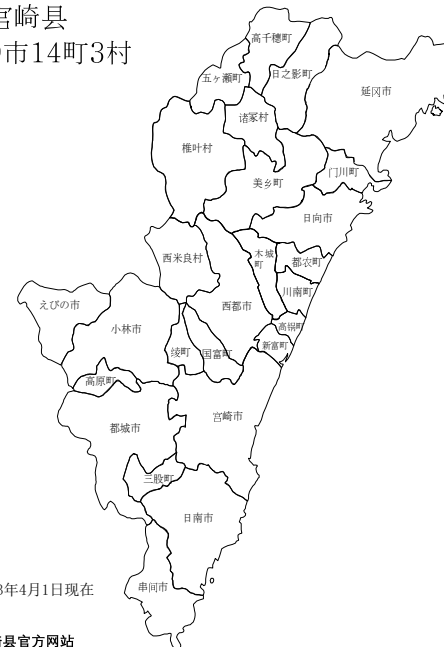 宫崎县
市14町3村
高千穗町
五ヶ瀬町
日之影町
延冈市
诸冢村
椎叶村
门川町
美乡町
日向市
西米良村
木城
町
都农町
川南町
西都市
えびの市
小林市
高锅町
绫町
国富町
新富町
高原町
宫崎市
都城市
三股町
日南市
串间市
年4月1日现在
县官方网站